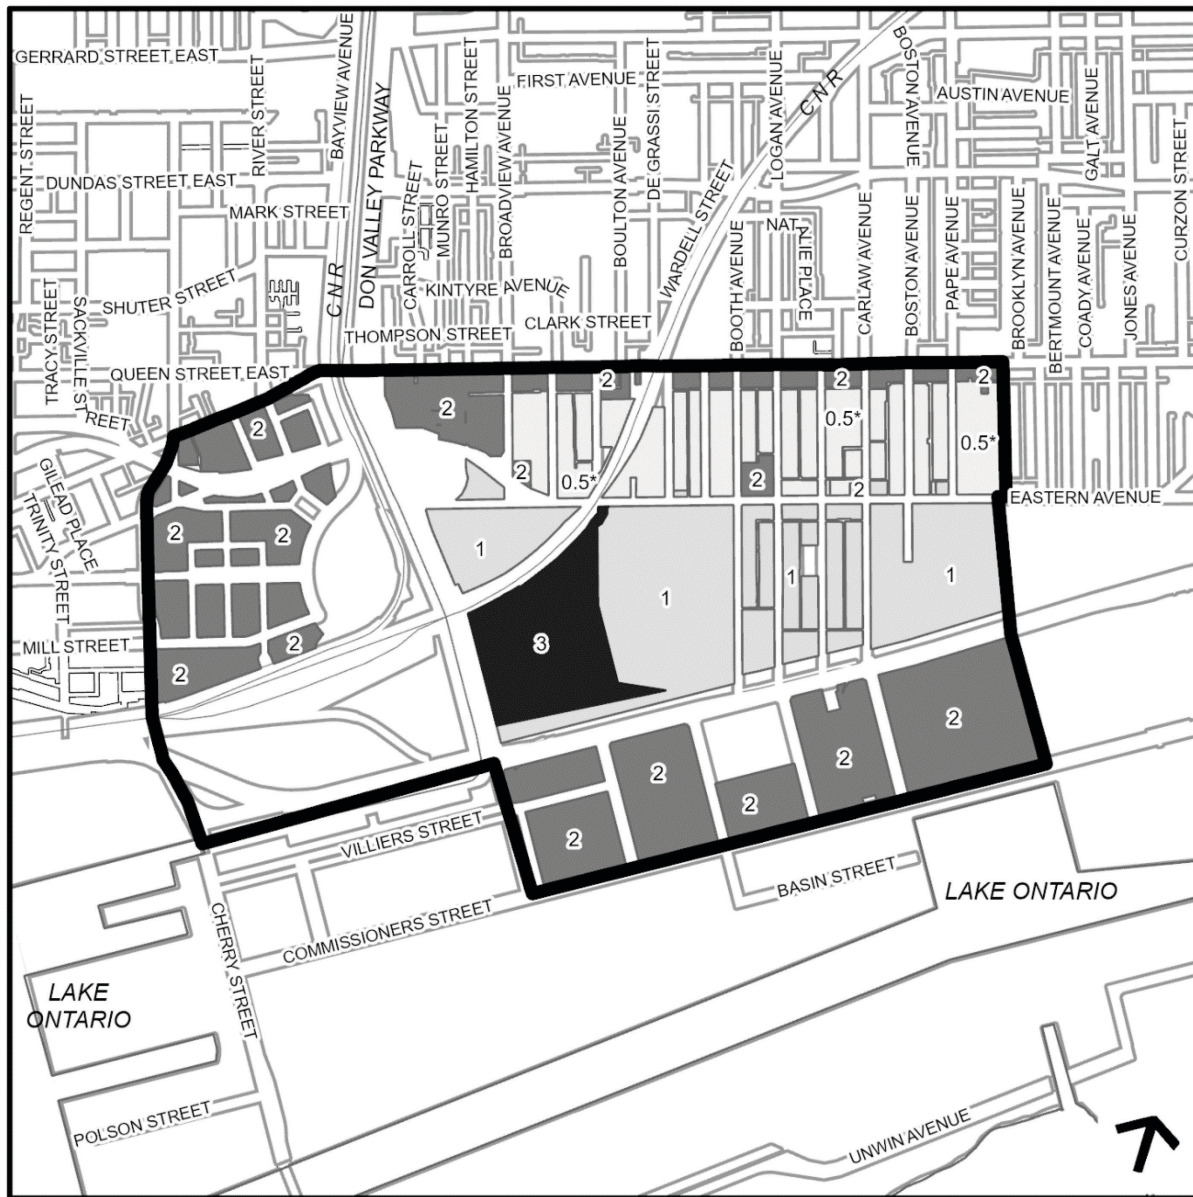 GERRARD STREET EAST
REGENT STREET
RIVER STREET
BAYVIEW AVENUE
DON VALLEY PARKWAY
CNR
DUNDAS STREET EAST
MARK STREET
SHUTER STREET
TRACY STREET
SACKVILLE STREET
QUEEN STREET EAST
HAMILTON STREET
MUNRO STREET
CARROLL STREET
BROADVIEW AVENUE
FIRST AVENUE
BOULTON AVENUE
DE GRASSI STREET
KINTYRE AVENUE
THOMPSON STREET
CLARK STREET
WARDELL STREET
CNR
LOGAN AVENUE
BOOTH AVENUE
NATALIE PLACE
BOSTON AVENUE
AUSTIN AVENUE
GALT AVENUE
CARLAW AVENUE
BOSTON AVENUE
PAPE AVENUE
BROOKLYN AVENUE
BERTMOUNT AVENUE
COADY AVENUE
JONES AVENUE
CURZON STREET
2
2
2
2
2
0.5*
0.5*
2
0.5*
2
2
EASTERN AVENUE
GILEAD PLACE
TRINITY STREET
MILL STREET
2
2
2
2
1
1
1
1
3
2
2
2
2
2
VILLIERS STREET
COMMISSIONERS STREET
BASIN STREET
CHERRY STREET
LAKE ONTARIO
LAKE
ONTARIO
POLSON STREET
UNWIN AVENUE